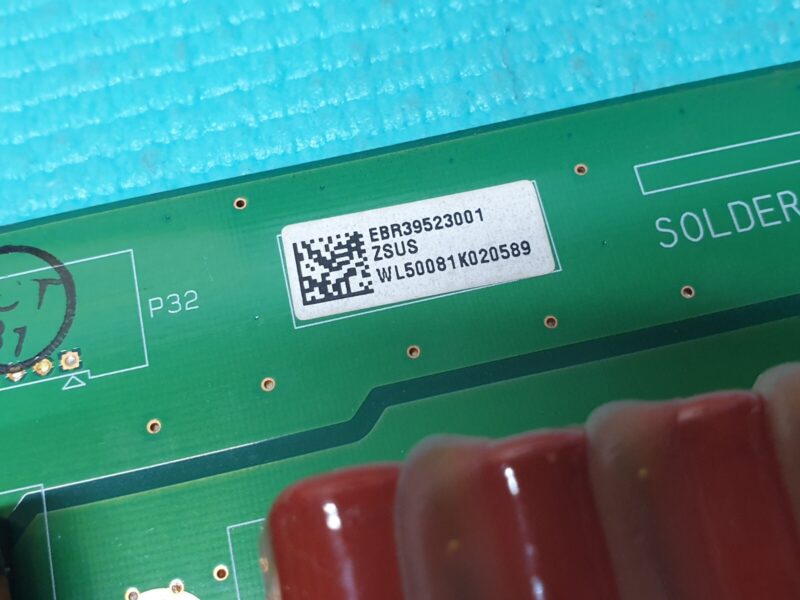 EBR39523001
ZSUS
WL50081K020589
SOLDER
P32